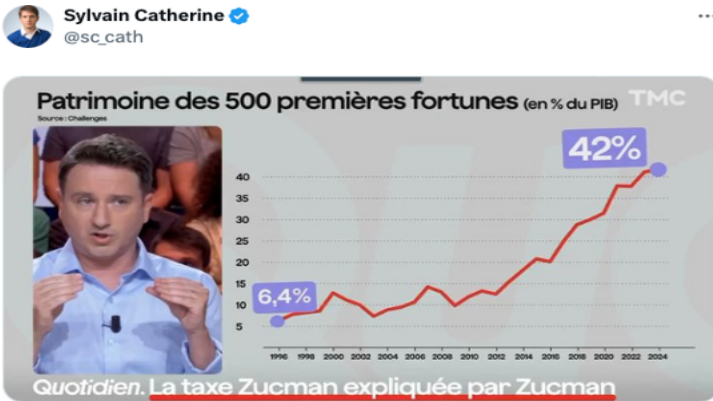 Sylvain Catherine
@sc_cath
Patrimoine des 500 premières fortunes (en % du PIB) TMC
Source : Challenges
42%
40
35
30
25
20
15
10
5
6,4%
1996 1998 2000 2002 2004 2006 2008 2010 2012 2014 2016 2018 2020 2022 2024
Quotidien. La taxe Zucman expliquée par Zucman